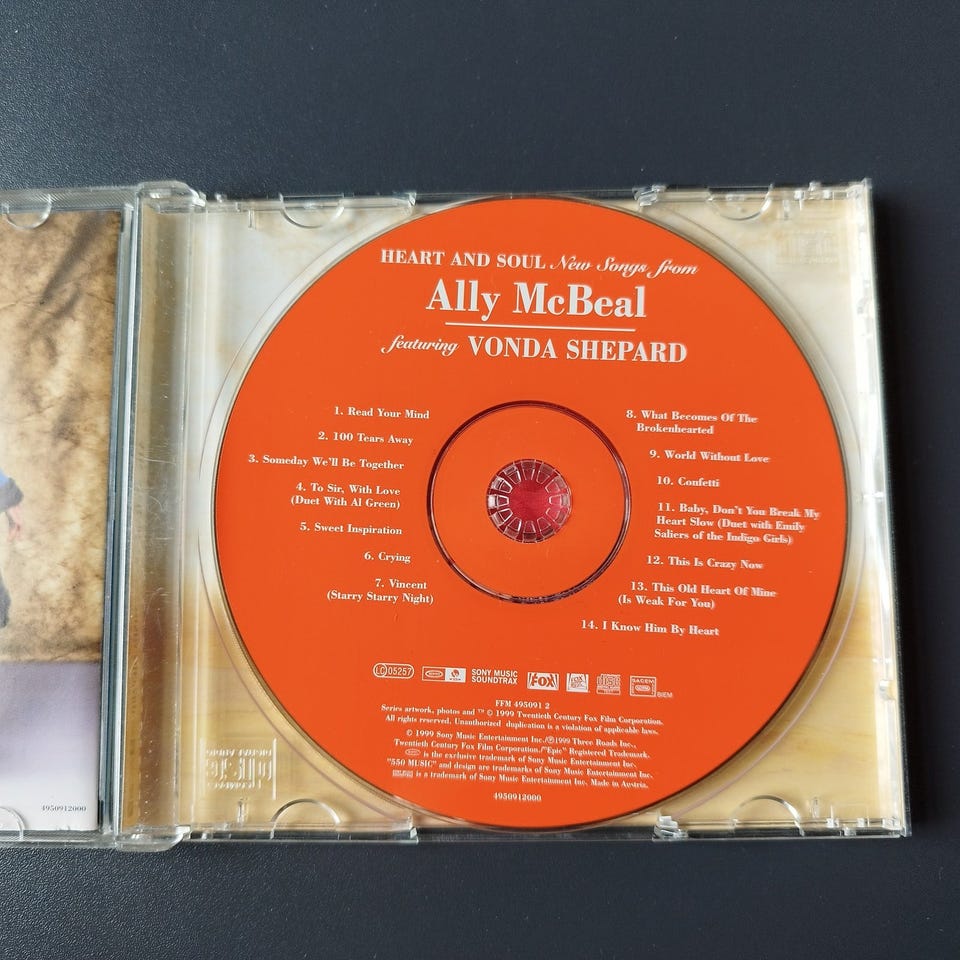 HEART AND SOUL New Songs from
Ally McBeal
featuring VONDA SHEPARD
1. Read Your Mind
2. 100 Tears Away
3. Someday We'll Be Together
4. To Sir, With Love
(Duet With Al Green)
5. Sweet Inspiration
6. Crying
7. Vincent
(Starry Starry Night)
8. What Becomes Of The
Brokenhearted
9. World Without Love
10. Confetti
11. Baby, Don't You Break My
Heart Slow (Duet with Emily
Saliers of the Indigo Girls)
12. This Is Crazy Now
13. This Old Heart Of Mine
(Is Weak For You)
14. I Know Him By Heart
LC 05257
SONY MUSIC
SOUNDTRAX
FOX
FOX
SACEM
BIEM
FFM 495091 2
Series artwork, photos and ™ © 1999 Twentieth Century Fox Film Corporation.
All rights reserved. Unauthorized duplication is a violation of applicable laws.
© 1999 Sony Music Entertainment Inc./℗ 1999 Three Roads Inc.,
Twentieth Century Fox Film Corporation./"Epic" Registered Trademark.
is the exclusive trademark of Sony Music Entertainment Inc.
"550 MUSIC" and design are trademarks of Sony Music Entertainment Inc.
is a trademark of Sony Music Entertainment Inc. Made in Austria.
4950912000
4950912000
COMPACT
disc
DIGITAL AUDIO